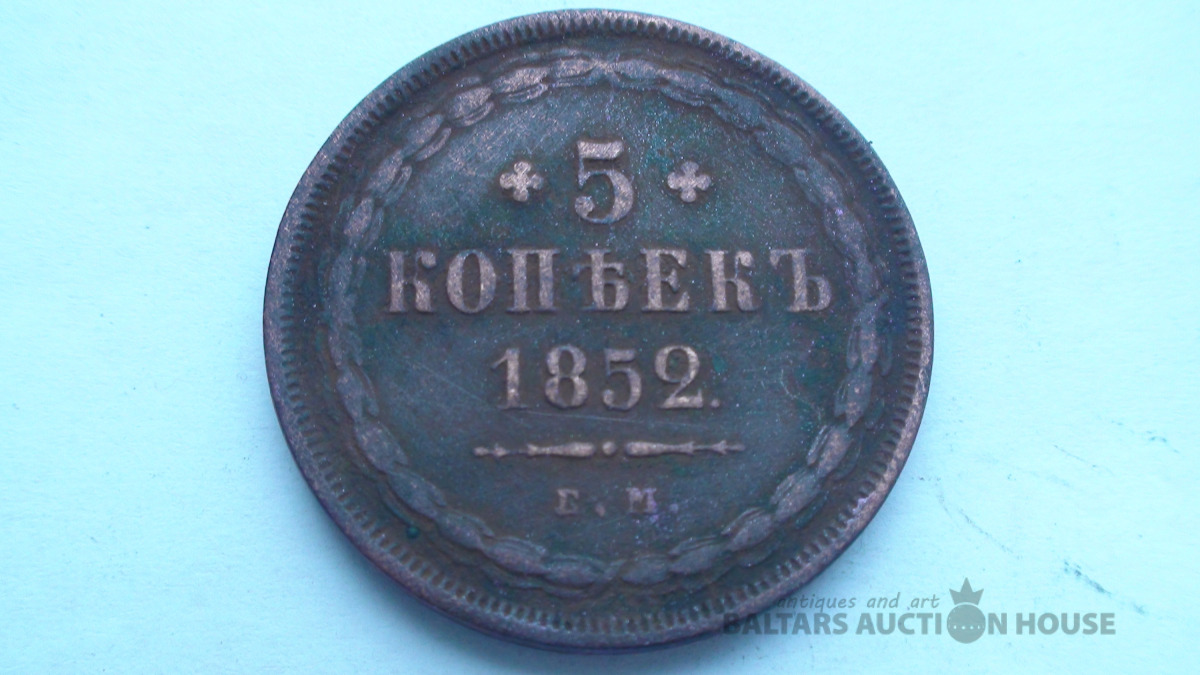 5
КОПѢЕКЪ
1852.
Е. М.
antiques and art
BALTARS AUCTION HOUSE